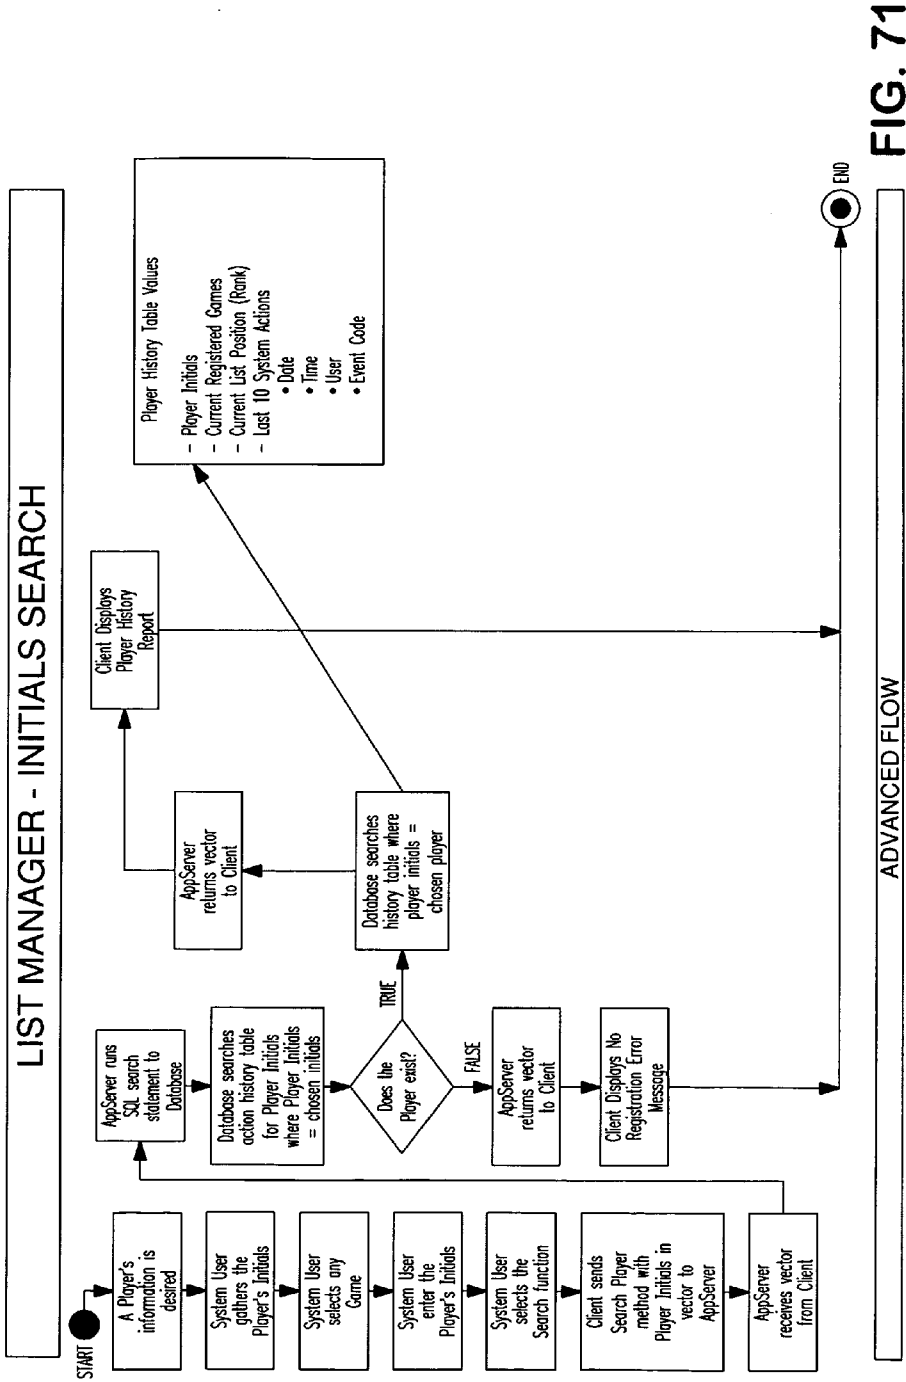 LIST MANAGER - INITIALS SEARCH
START
A Player's
information is
desired
System User
gathers the
Player's Initials
System User
selects any
Game
System User
enter the
Player's Initials
System User
selects the
Search function
Client sends
Search Player
method with
Player Initials in
vector to
AppServer
AppServer
receives vector
from Client
AppServer runs
SQL search
statement to
Database
Database searches
action history table
for Player Initials
where Player Initials
= chosen initials
Does the
Player exist?
TRUE
FALSE
AppServer
returns vector
to Client
Client Displays No
Registration Error
Message
Database searches
history table where
player initials =
chosen player
AppServer
returns vector
to Client
Client Displays
Player History
Report
Player History Table Values
- Player Initials
- Current Registered Games
- Current List Position (Rank)
- Last 10 System Actions
• Date
• Time
• User
• Event Code
END
ADVANCED FLOW
FIG. 71